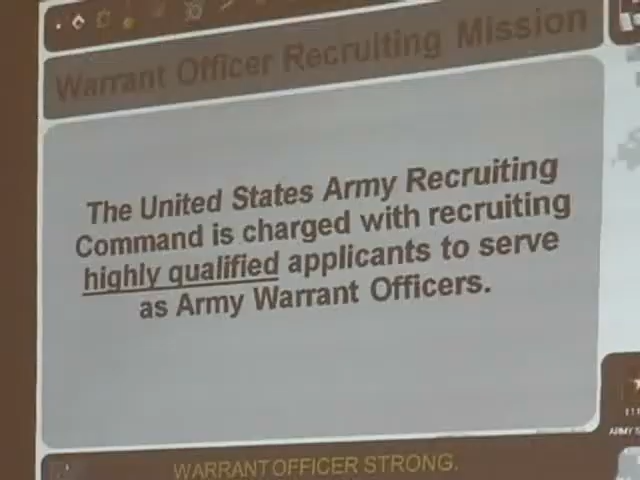 Warrant Officer Recruiting Mission
The United States Army Recruiting
Command is charged with recruiting
highly qualified applicants to serve
as Army Warrant Officers.
WARRANT OFFICER STRONG.
ARMY